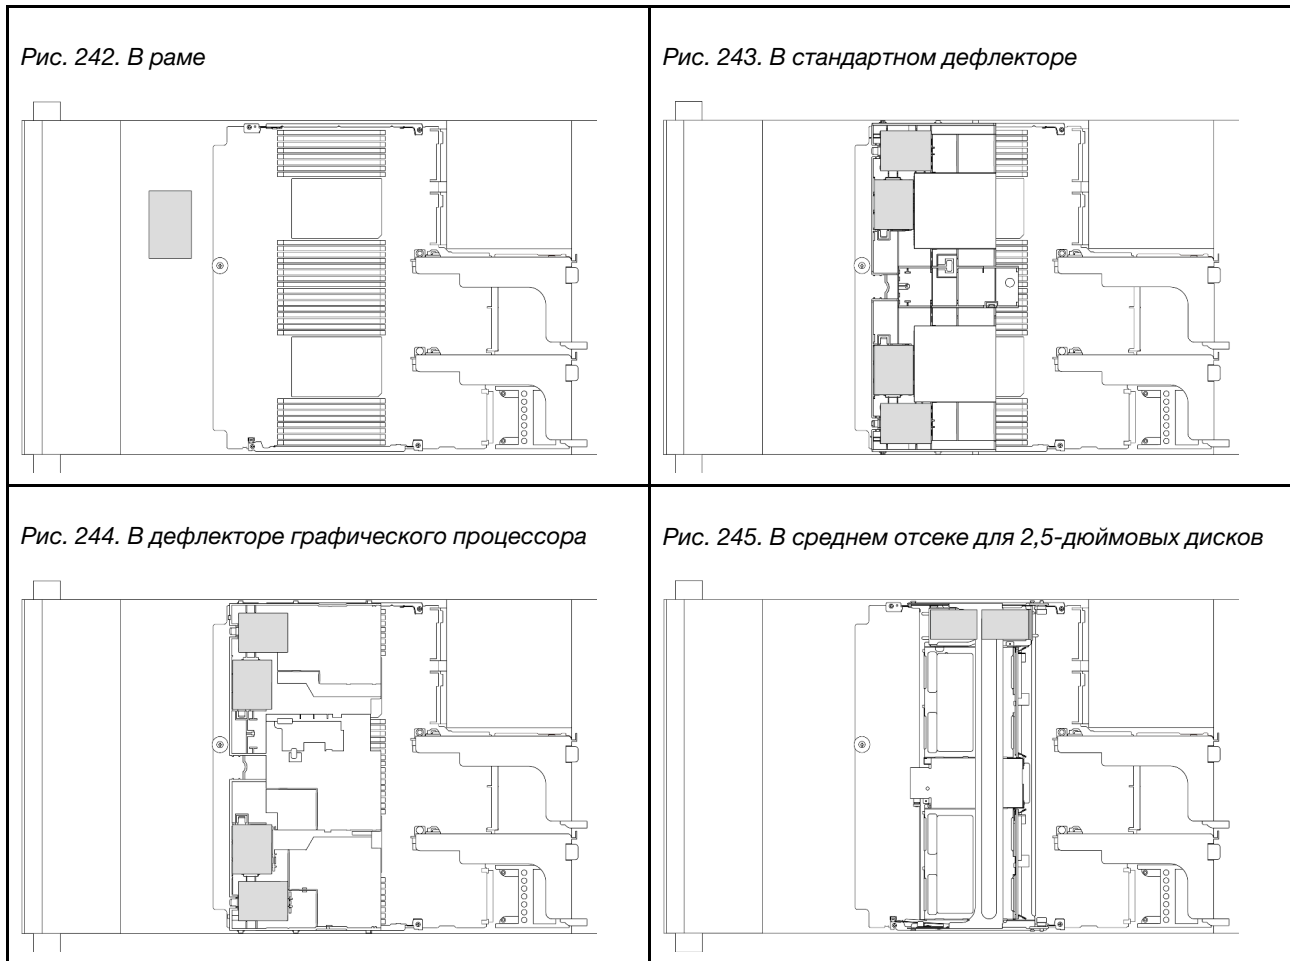 Рис. 242. В раме
Рис. 243. В стандартном дефлекторе
Рис. 244. В дефлекторе графического процессора
Рис. 245. В среднем отсеке для 2,5-дюймовых дисков